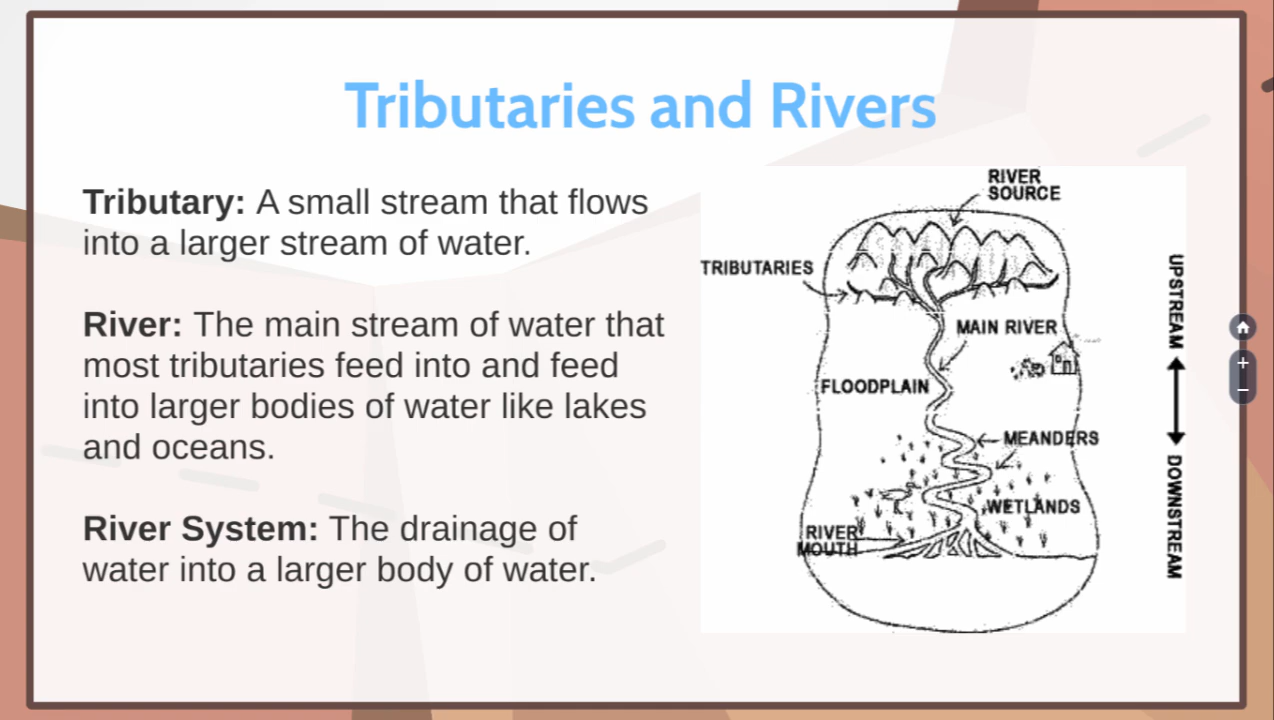 Tributaries and Rivers
Tributary: A small stream that flows
into a larger stream of water.
River: The main stream of water that
most tributaries feed into and feed
into larger bodies of water like lakes
and oceans.
River System: The drainage of
water into a larger body of water.
RIVER
SOURCE
TRIBUTARIES
MAIN RIVER
FLOODPLAIN
MEANDERS
WETLANDS
RIVER
MOUTH
UPSTREAM
DOWNSTREAM